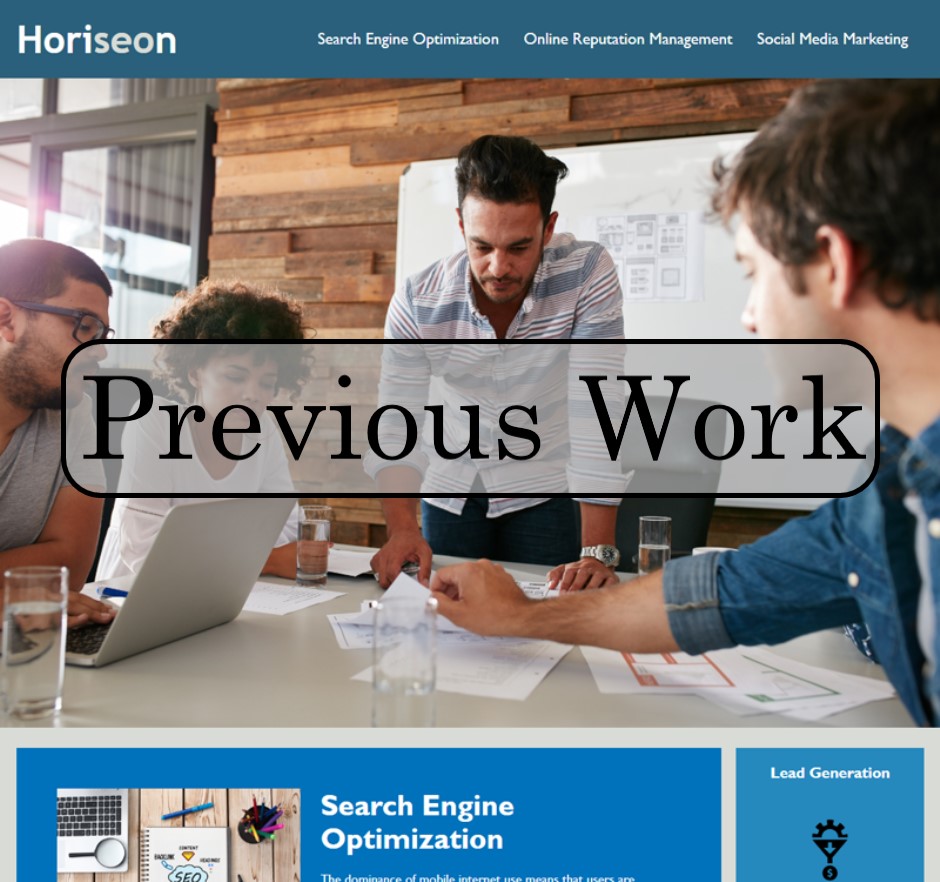 Horiseon
Search Engine Optimization
Online Reputation Management
Social Media Marketing
Previous Work
Search Engine
Optimization
The dominance of mobile internet use means that users are
Lead Generation
CONTENT
BACKLINK
SEO
$